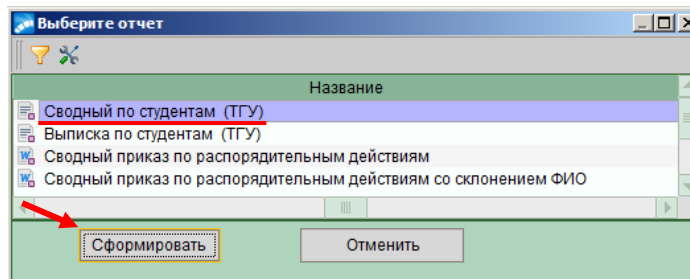 Выберите отчет
Название
Сводный по студентам (ТГУ)
Выписка по студентам (ТГУ)
Сводный приказ по распорядительным действиям
Сводный приказ по распорядительным действиям со склонением ФИО
Сформировать Отменить